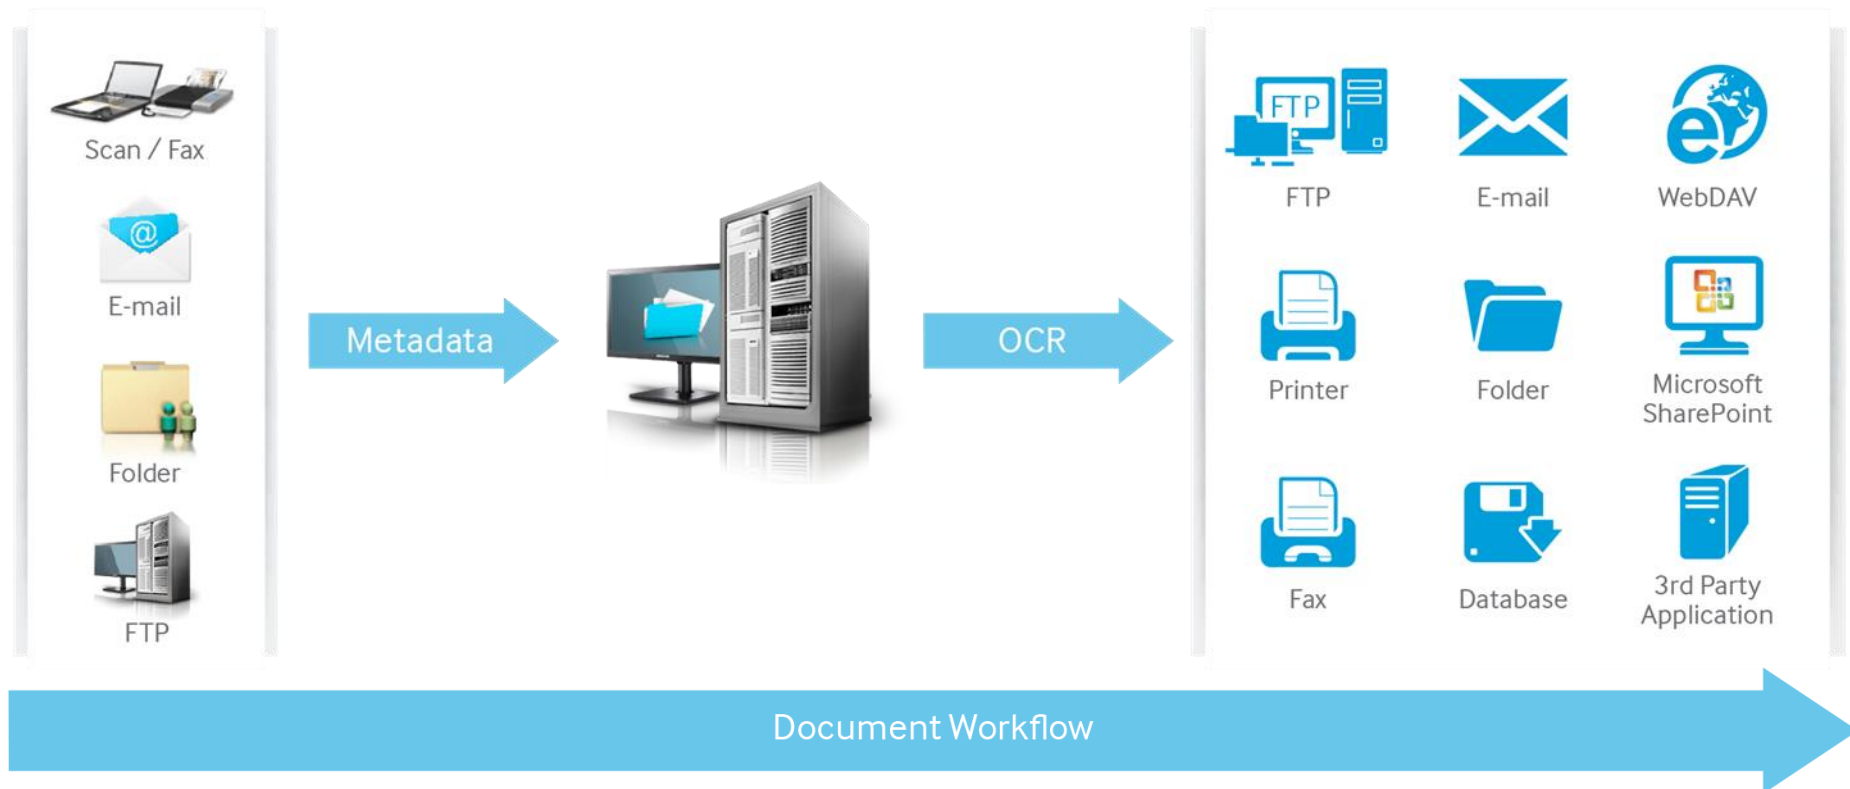 Scan / Fax
@
E-mail
Folder
FTP
Metadata
OCR
FTP
FTP
E-mail
e
WebDAV
Printer
Folder
Microsoft
SharePoint
Fax
Database
3rd Party
Application
Document Workflow